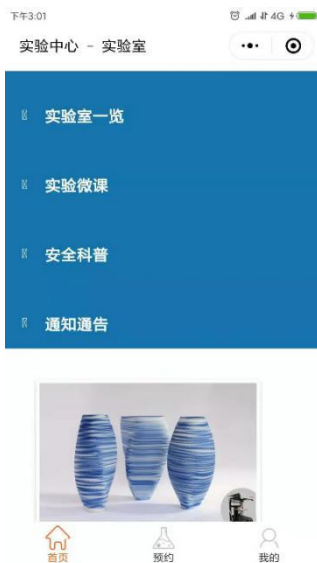 下午3:01
4G
实验中心 - 实验室
实验室一览
实验微课
安全科普
通知通告
首页
预约
我的